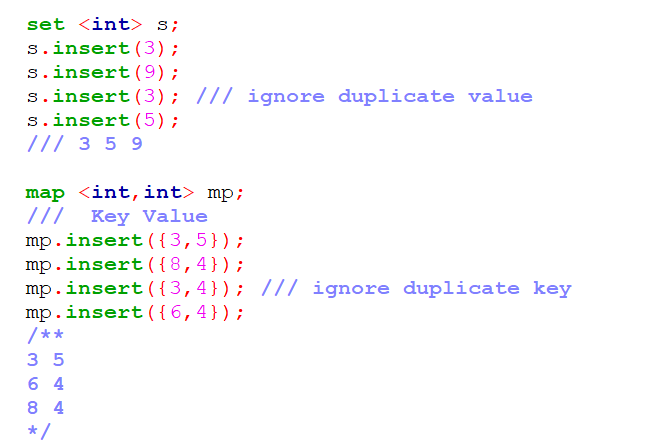 set <int> s;
s.insert(3);
s.insert(9);
s.insert(3); /// ignore duplicate value
s.insert(5);
/// 3 5 9
map <int,int> mp;
///  Key Value
mp.insert({3,5});
mp.insert({8,4});
mp.insert({3,4}); /// ignore duplicate key
mp.insert({6,4});
/**
3 5
6 4
8 4
*/